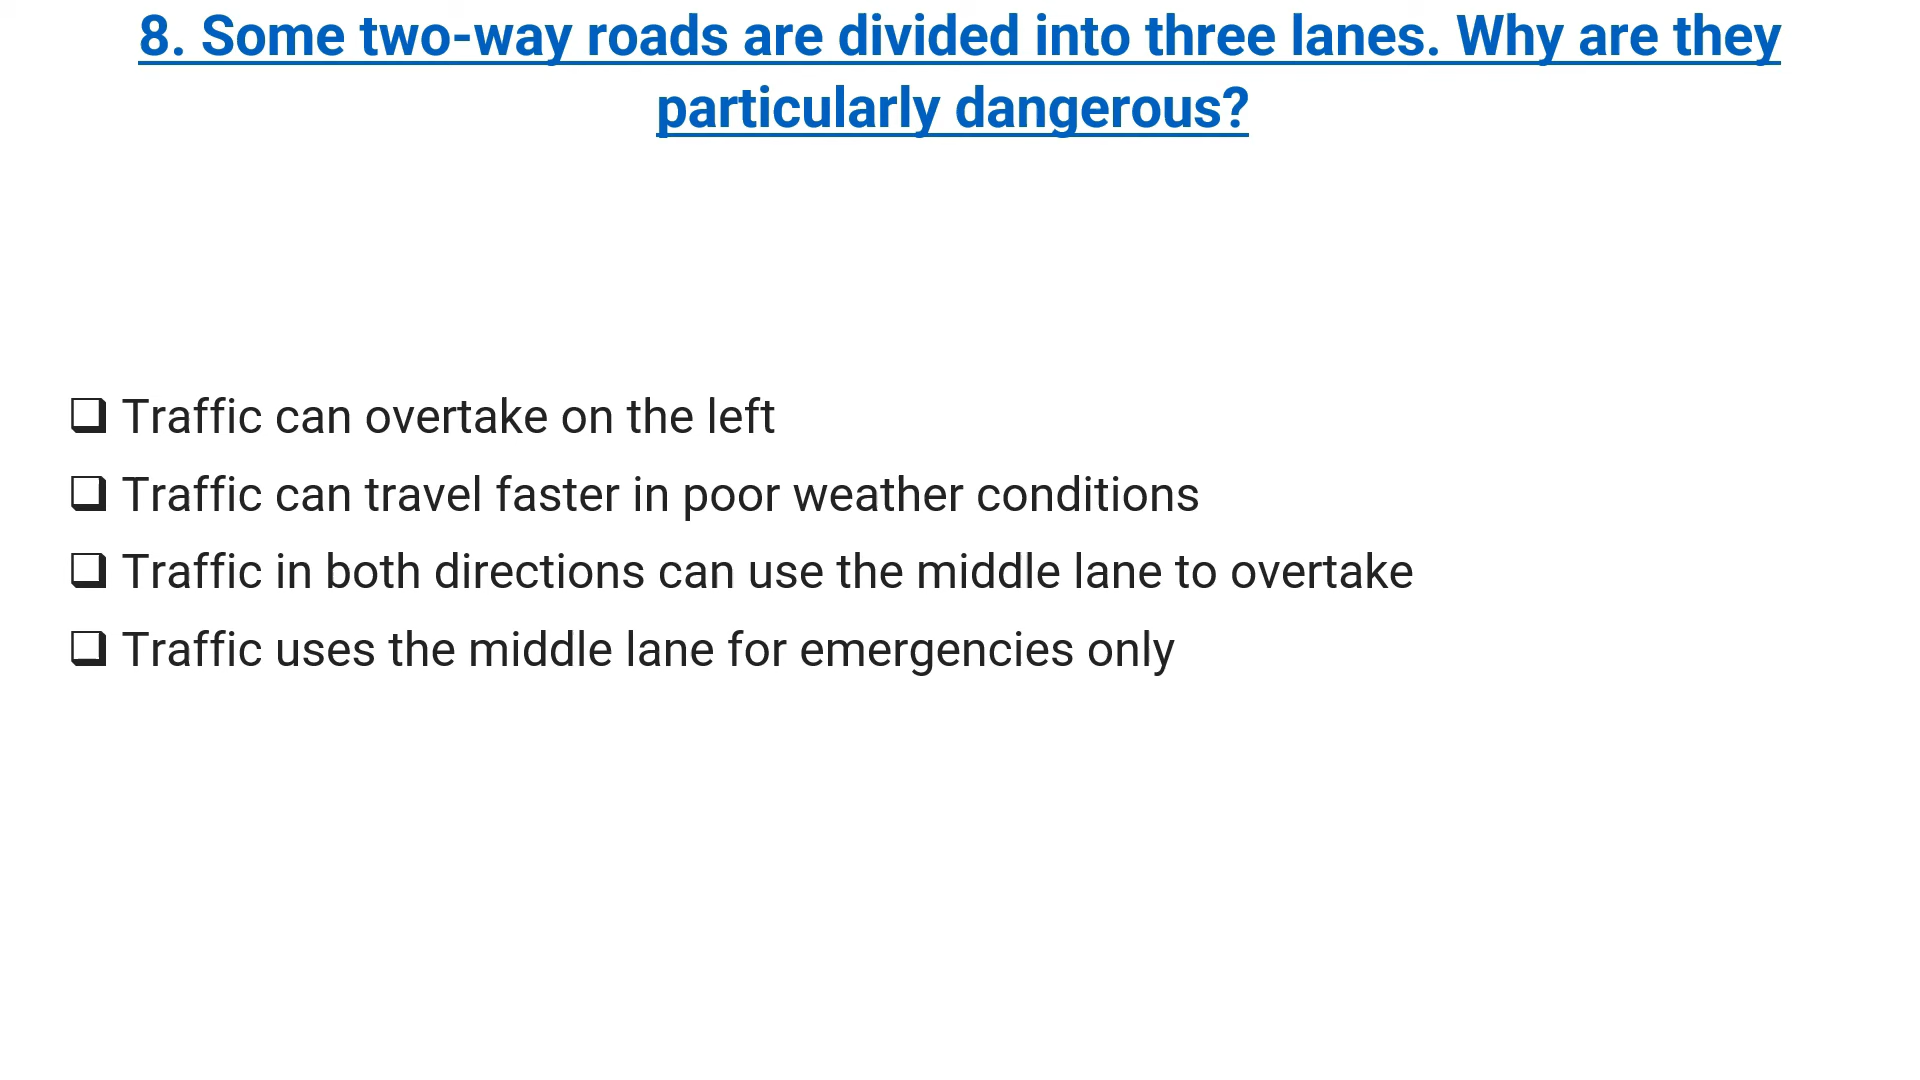 8. Some two-way roads are divided into three lanes. Why are they
particularly dangerous?
❑ Traffic can overtake on the left
❑ Traffic can travel faster in poor weather conditions
❑ Traffic in both directions can use the middle lane to overtake
❑ Traffic uses the middle lane for emergencies only